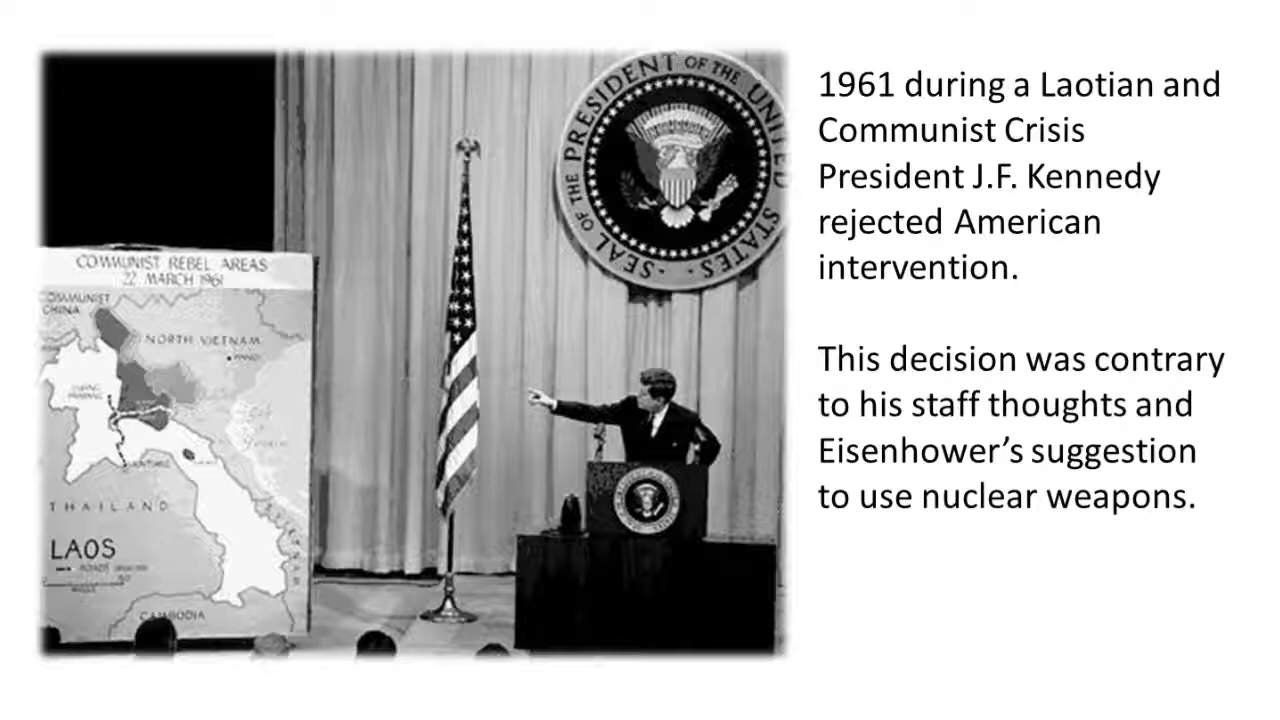 1961 during a Laotian and
Communist Crisis
President J.F. Kennedy
rejected American
intervention.
This decision was contrary
to his staff thoughts and
Eisenhower's suggestion
to use nuclear weapons.
SEAL OF THE PRESIDENT OF THE UNITED STATES
COMMUNIST REBEL AREAS
22 MARCH 1961
COMMUNIST
CHINA
NORTH VIETNAM
HANOI
THAILAND
LAOS
ROADS
CAMBODIA